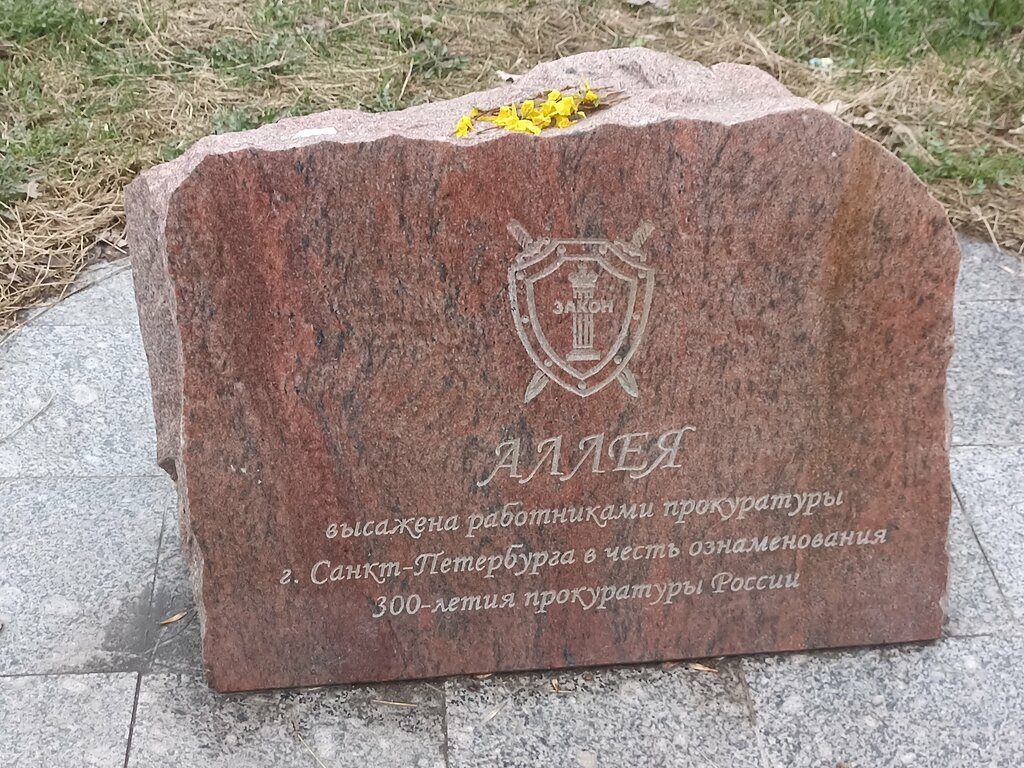 ЗАКОН
АЛЛЕЯ
высажена работниками прокуратуры
г. Санкт-Петербурга в честь ознаменования
300-летия прокуратуры России